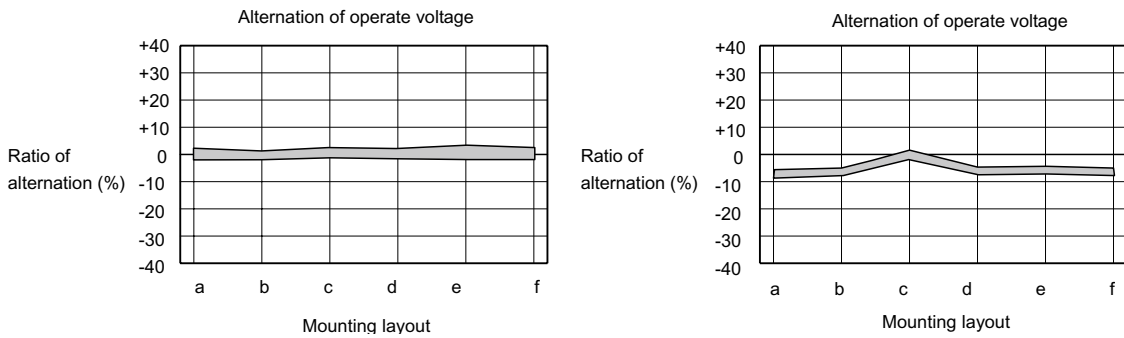 Alternation of operate voltage
+40
+30
+20
+10
0
-10
-20
-30
-40
Ratio of
alternation (%)
a b c d e f
Mounting layout
Alternation of operate voltage
+40
+30
+20
+10
0
-10
-20
-30
-40
Ratio of
alternation (%)
a b c d e f
Mounting layout